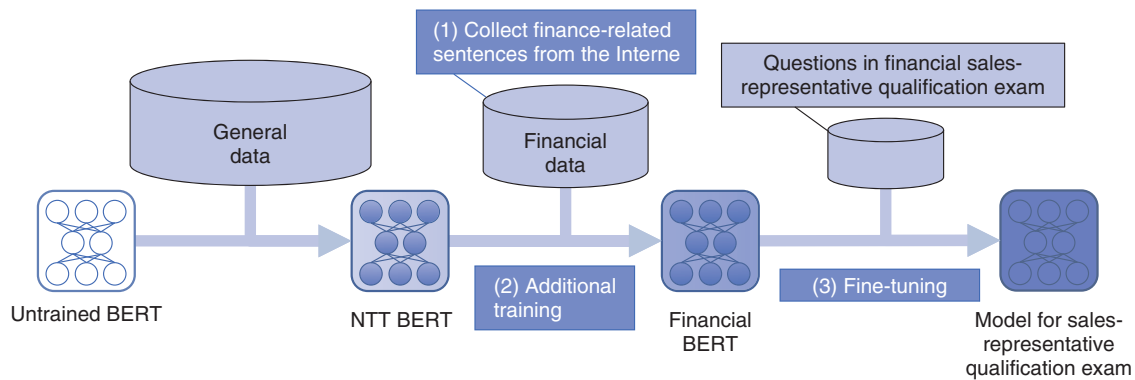 (1) Collect finance-related
sentences from the Interne
Questions in financial sales-
representative qualification exam
General
data
Financial
data
Untrained BERT
NTT BERT
(2) Additional
training
Financial
BERT
(3) Fine-tuning
Model for sales-
representative
qualification exam